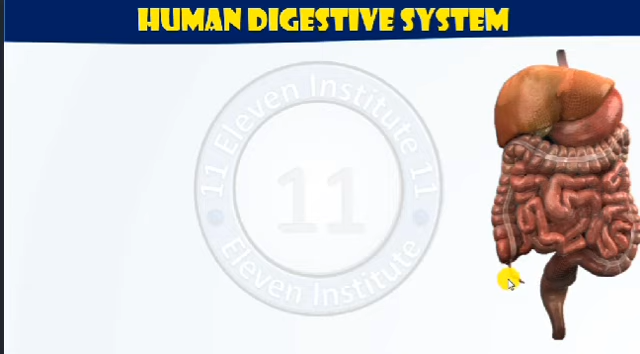 HUMAN DIGESTIVE SYSTEM
11 Eleven Institute 11
11
Eleven Institute